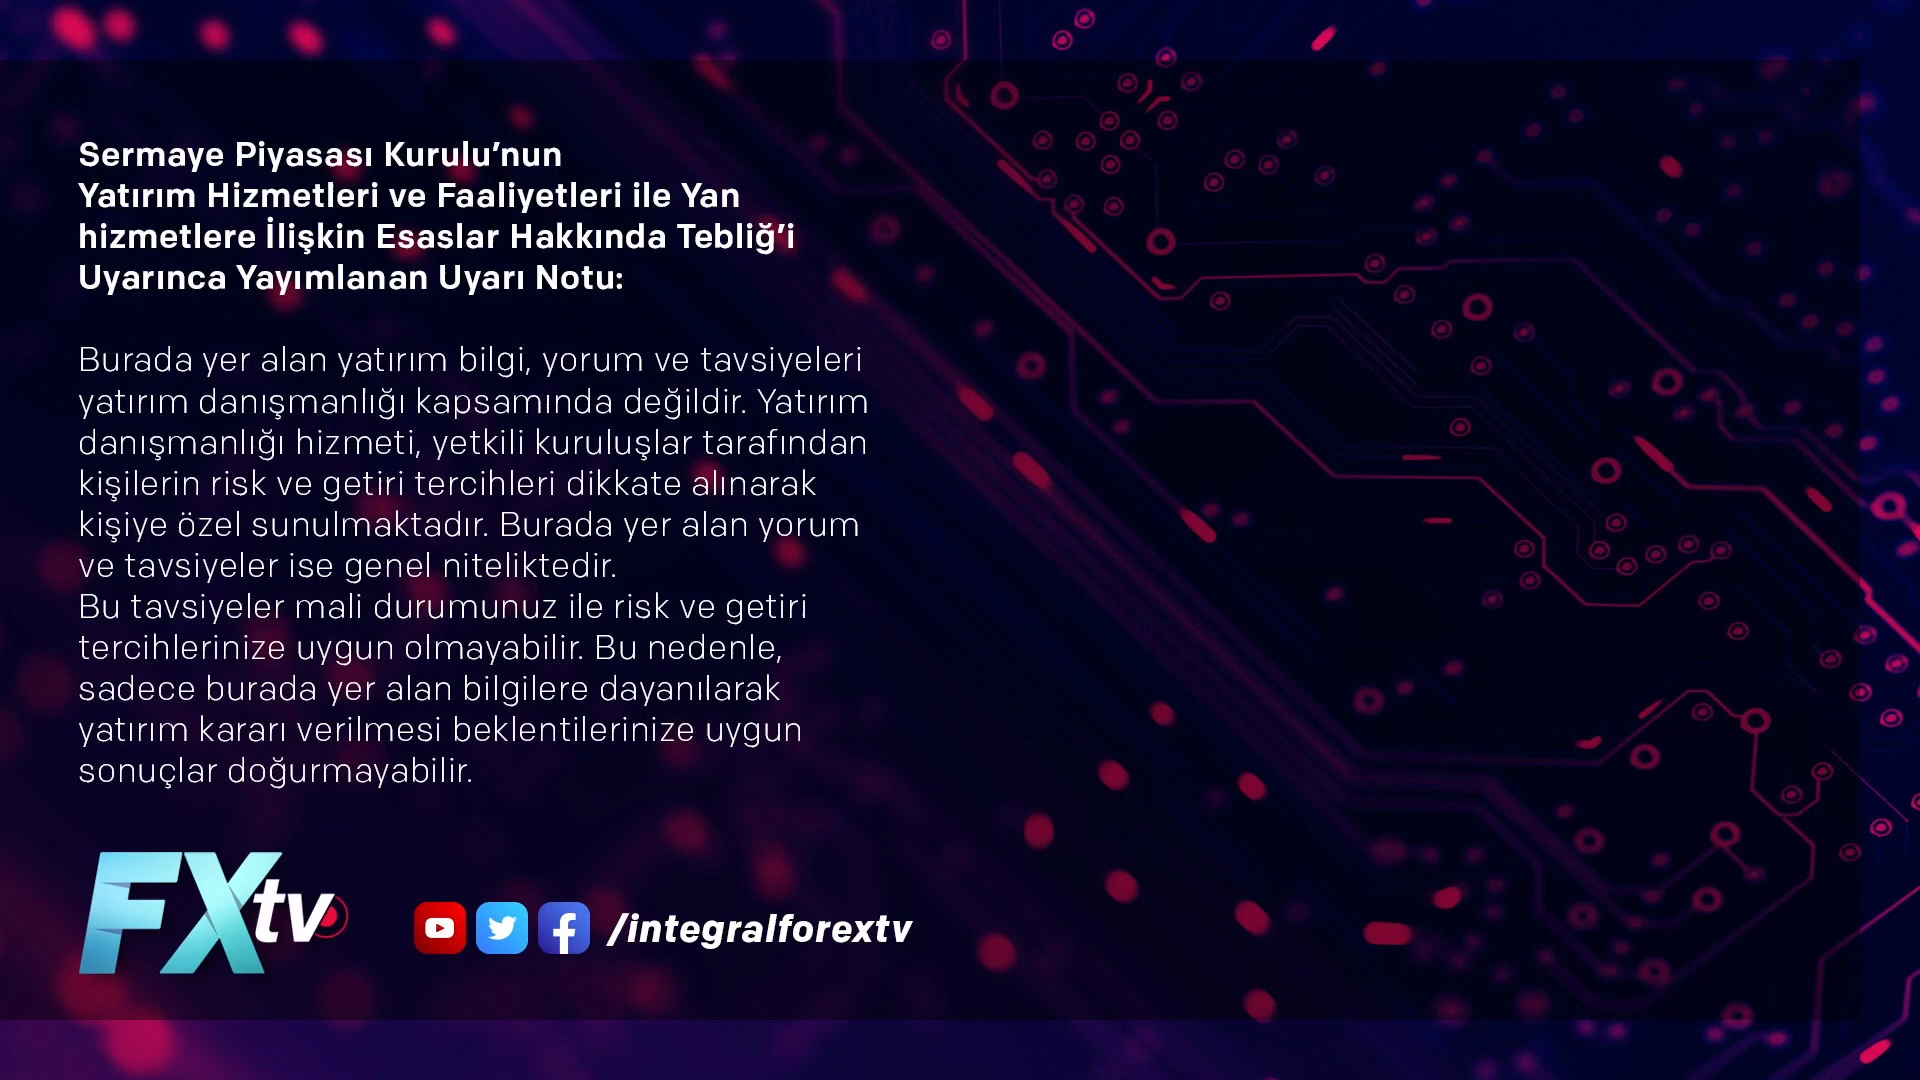 Sermaye Piyasası Kurulu’nun
Yatırım Hizmetleri ve Faaliyetleri ile Yan
hizmetlere İlişkin Esaslar Hakkında Tebliğ’i
Uyarınca Yayımlanan Uyarı Notu:
Burada yer alan yatırım bilgi, yorum ve tavsiyeleri
yatırım danışmanlığı kapsamında değildir. Yatırım
danışmanlığı hizmeti, yetkili kuruluşlar tarafından
kişilerin risk ve getiri tercihleri dikkate alınarak
kişiye özel sunulmaktadır. Burada yer alan yorum
ve tavsiyeler ise genel niteliktedir.
Bu tavsiyeler mali durumunuz ile risk ve getiri
tercihlerinize uygun olmayabilir. Bu nedenle,
sadece burada yer alan bilgilere dayanılarak
yatırım kararı verilmesi beklentilerinize uygun
sonuçlar doğurmayabilir.
FXtv
/integralforextv